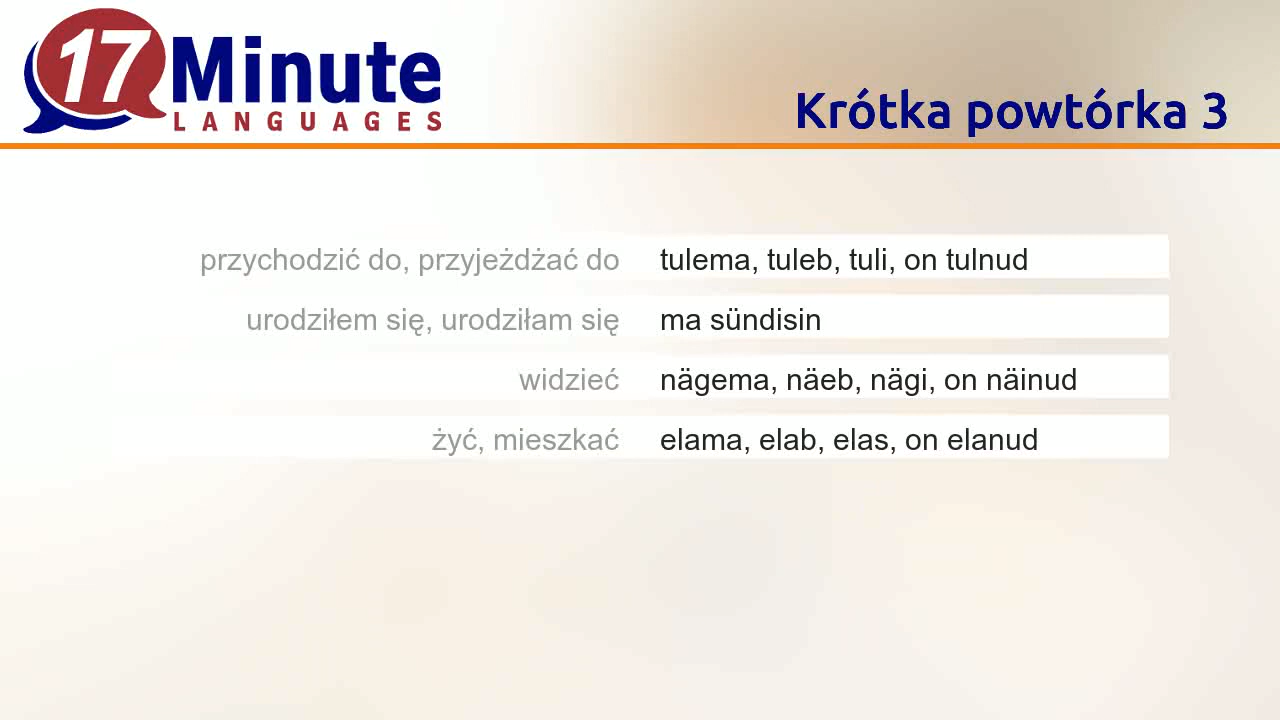 17 Minute
LANGUAGES
Krótka powtórka 3
przychodzić do, przyjeżdżać do tulema, tuleb, tuli, on tulnud
urodziłem się, urodziłam się ma sündisin
widzieć nägema, näeb, nägi, on näinud
żyć, mieszkać elama, elab, elas, on elanud